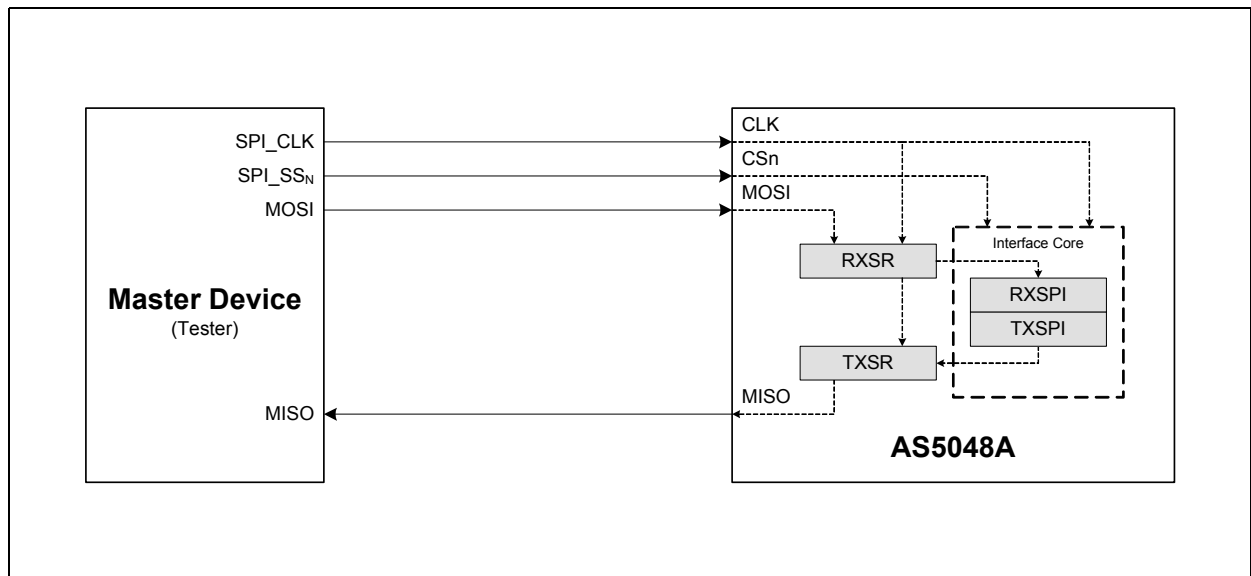 SPI_CLK
SPI_SSN
MOSI
Master Device
(Tester)
MISO
CLK
CSn
MOSI
Interface Core
RXSR
RXSPI
TXSPI
TXSR
MISO
AS5048A